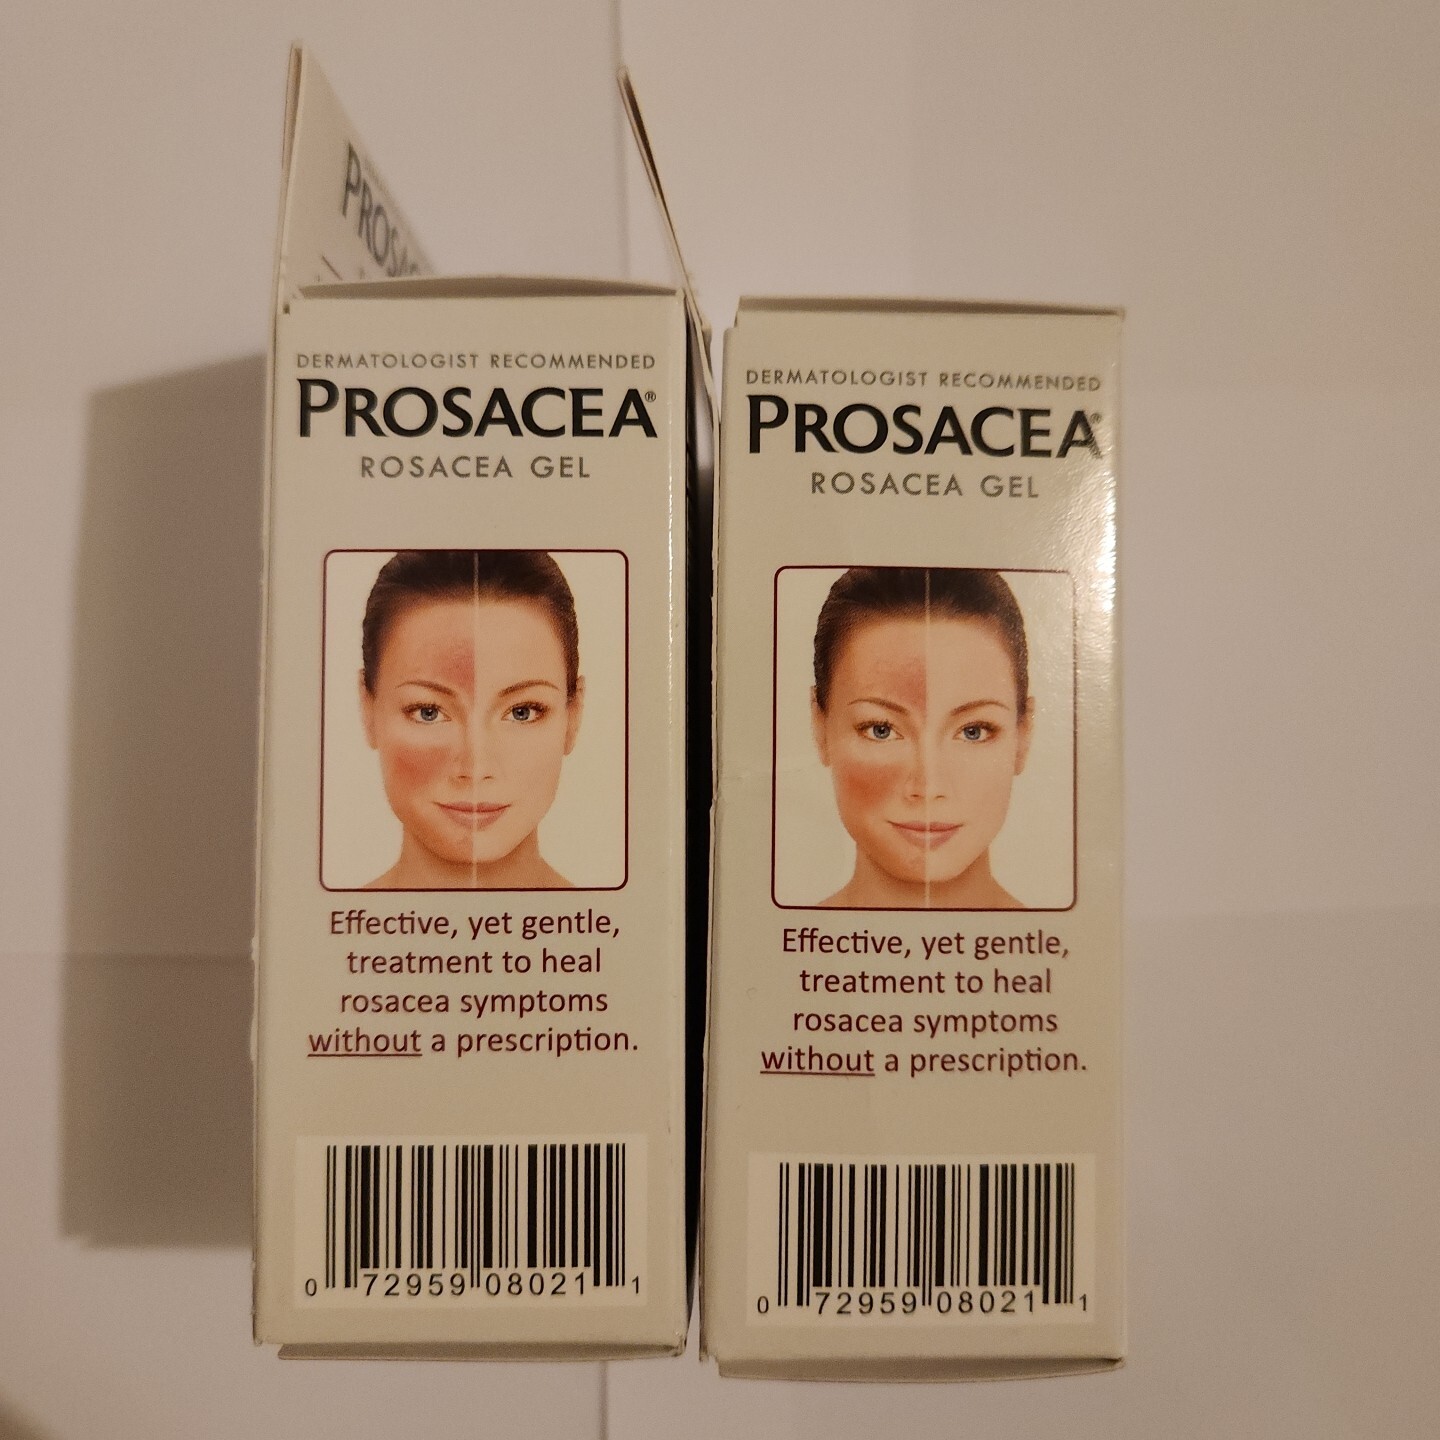 PROSAC
DERMATOLOGIST RECOMMENDED
PROSACEA®
ROSACEA GEL
Effective, yet gentle,
treatment to heal
rosacea symptoms
without a prescription.
0 72959 08021 1
DERMATOLOGIST RECOMMENDED
PROSACEA®
ROSACEA GEL
Effective, yet gentle,
treatment to heal
rosacea symptoms
without a prescription.
0 72959 08021 1